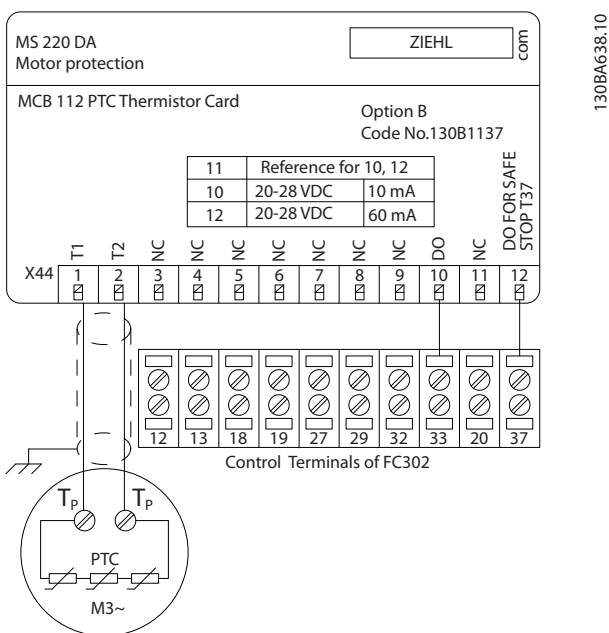 MS 220 DA
Motor protection
ZIEHL
com
130BA638.10
MCB 112 PTC Thermistor Card
Option B
Code No.130B1137
11 Reference for 10, 12
10 20-28 VDC 10 mA
12 20-28 VDC 60 mA
T1 T2 NC NC NC NC NC NC NC DO NC DO FOR SAFE
STOP T37
X44 1 2 3 4 5 6 7 8 9 10 11 12
12 13 18 19 27 29 32 33 20 37
Control Terminals of FC302
TP TP
PTC
M3~